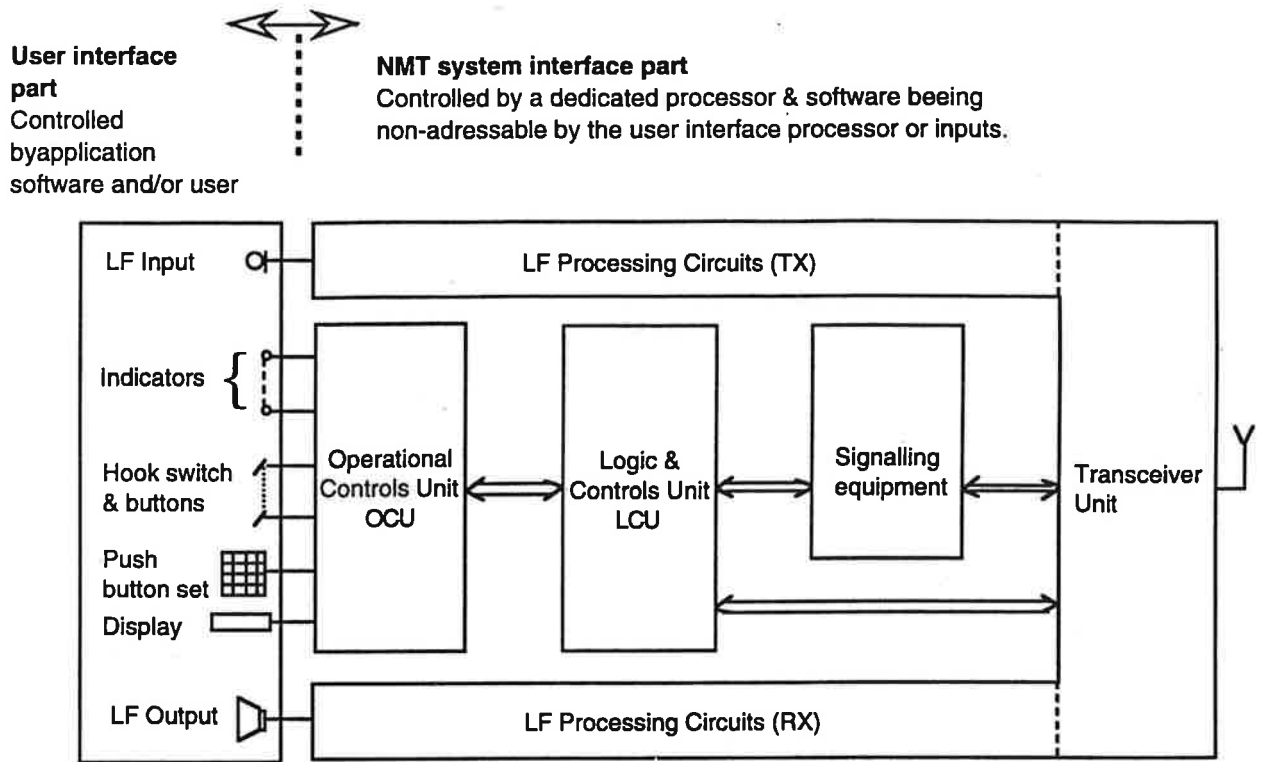 User interface
part
Controlled
byapplication
software and/or user
NMT system interface part
Controlled by a dedicated processor & software beeing
non-adressable by the user interface processor or inputs.
LF Input
LF Processing Circuits (TX)
Indicators
Hook switch
& buttons
Push
button set
Display
Operational
Controls Unit
OCU
Logic &
Controls Unit
LCU
Signalling
equipment
Transceiver
Unit
LF Output
LF Processing Circuits (RX)